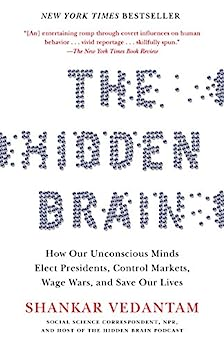 NEW YORK TIMES BESTSELLER
"[An] entertaining romp through covert influences on human
behavior . . . vivid reportage . . . skillfully spun."
—The New York Times Book Review
THE
HIDDEN
BRAIN
How Our Unconscious Minds
Elect Presidents, Control Markets,
Wage Wars, and Save Our Lives
SHANKAR VEDANTAM
SOCIAL SCIENCE CORRESPONDENT, NPR,
AND HOST OF THE HIDDEN BRAIN PODCAST